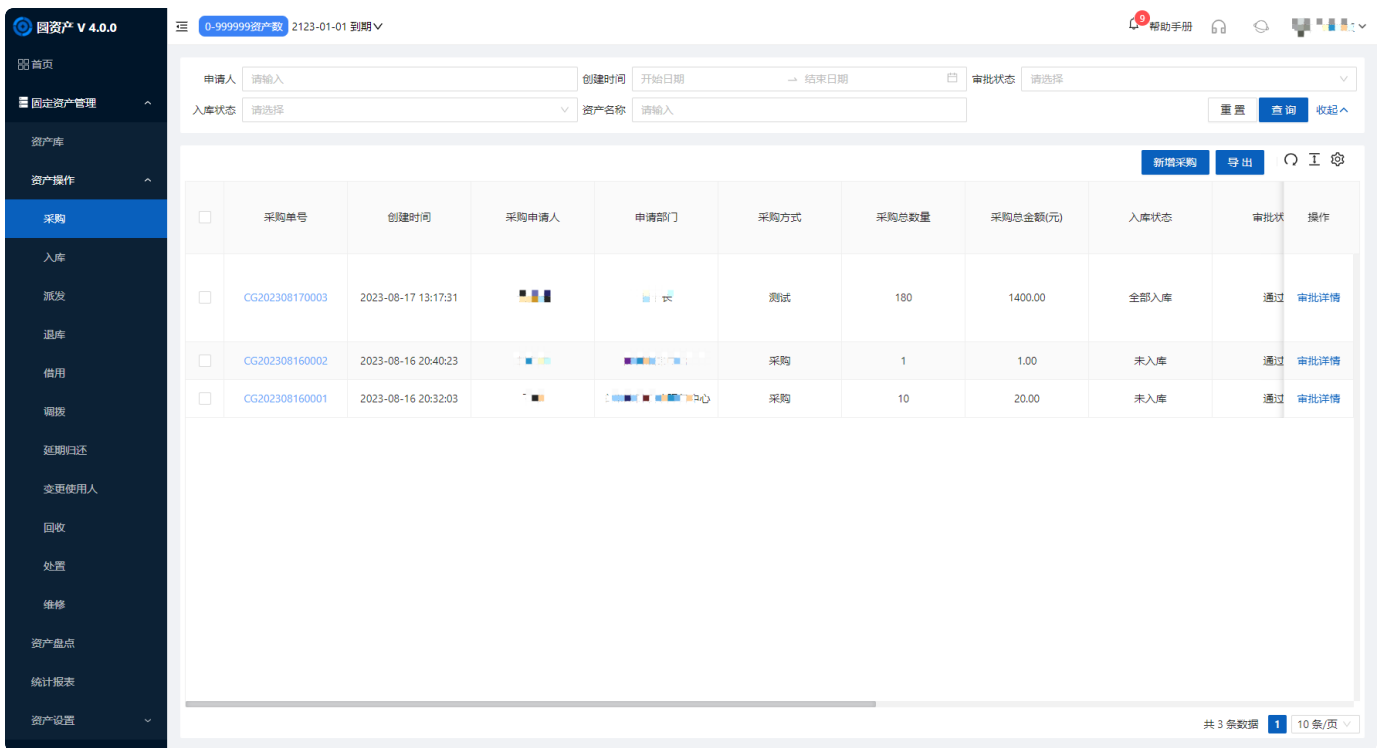 圆资产 V 4.0.0
0-999999资产数 2123-01-01 到期
9
帮助手册
首页
固定资产管理
资产库
资产操作
采购
入库
派发
退库
借用
调拨
延期归还
变更使用人
回收
处置
维修
资产盘点
统计报表
资产设置
申请人 请输入 创建时间 开始日期 → 结束日期 审批状态 请选择
入库状态 请选择 资产名称 请输入 重置 查询 收起
新增采购 导出
采购单号 创建时间 采购申请人 申请部门 采购方式 采购总数量 采购总金额(元) 入库状态 审批状 操作
CG202308170003 2023-08-17 13:17:31 测试 180 1400.00 全部入库 通过 审批详情
CG202308160002 2023-08-16 20:40:23 采购 1 1.00 未入库 通过 审批详情
CG202308160001 2023-08-16 20:32:03 中心 采购 10 20.00 未入库 通过 审批详情
共 3 条数据 1 10 条/页